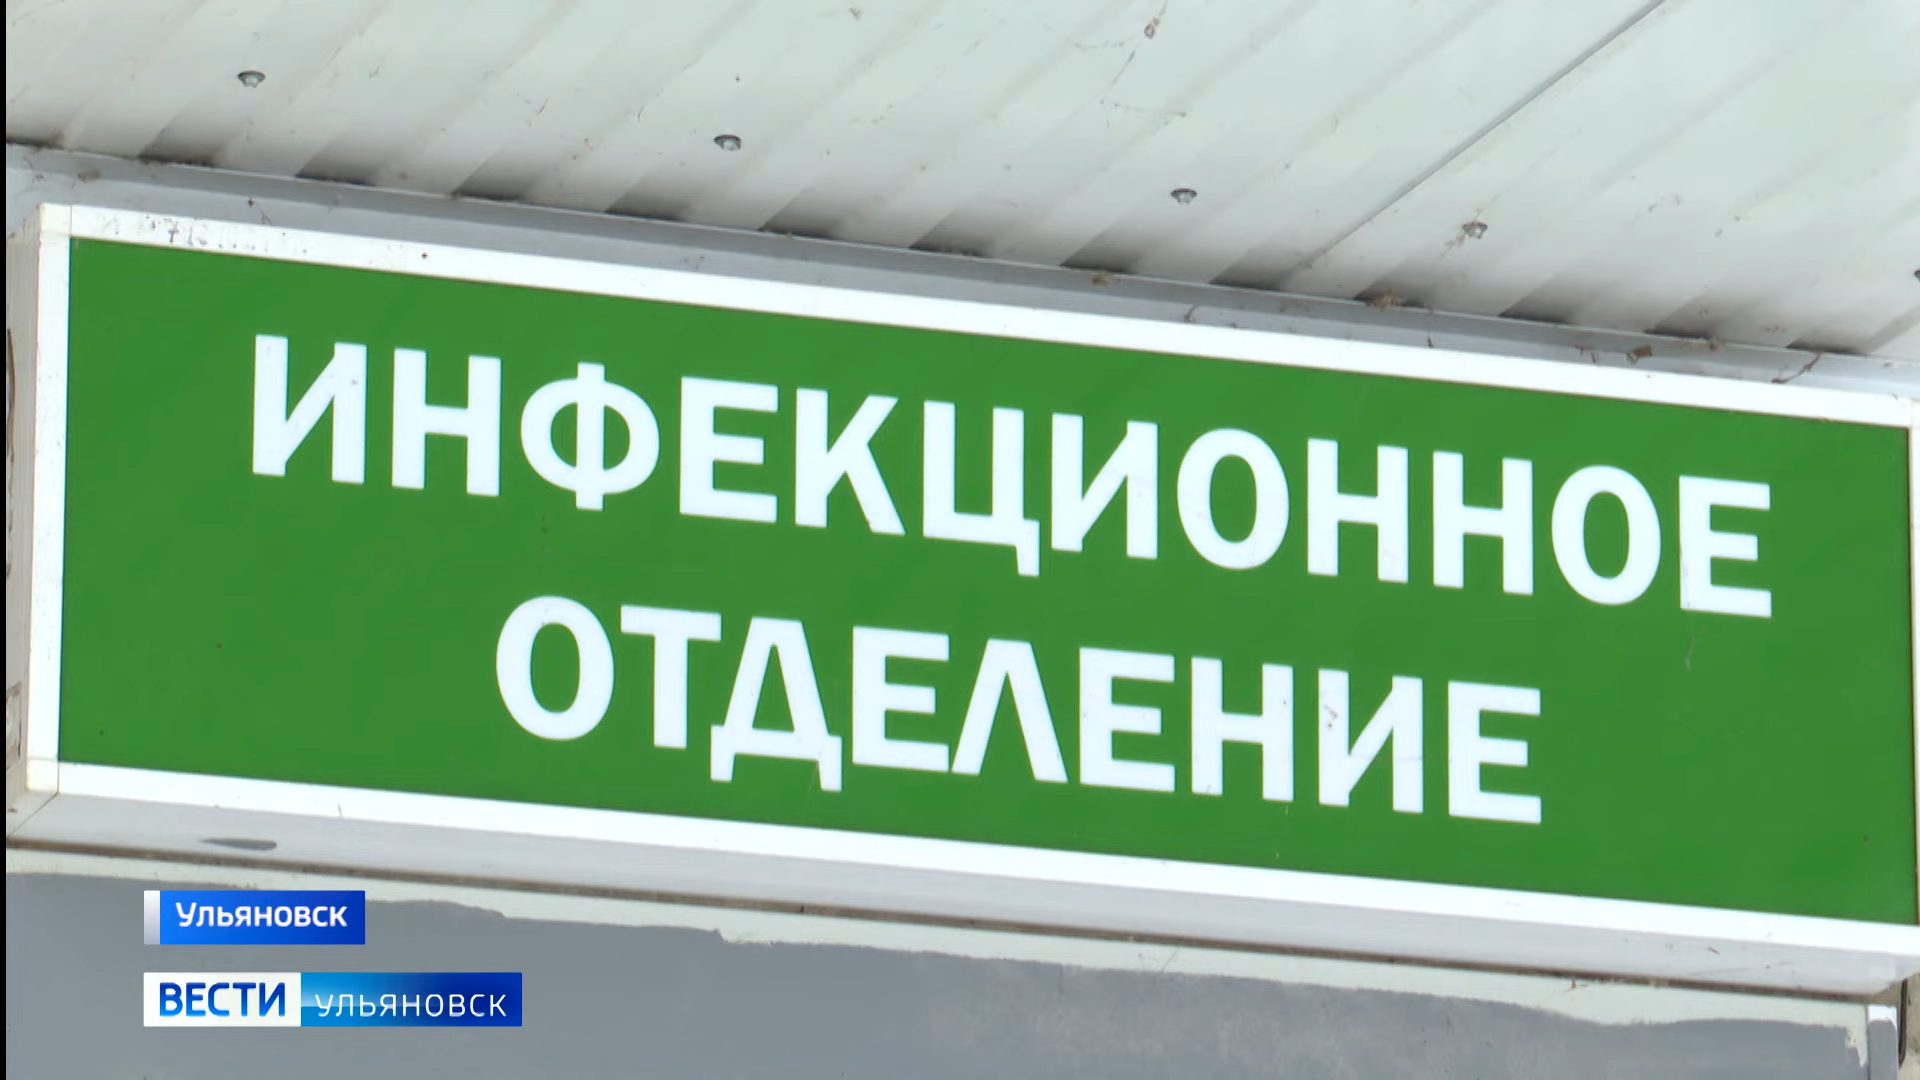 ИНФЕКЦИОННОЕ
ОТДЕЛЕНИЕ
Ульяновск
ВЕСТИ УЛЬЯНОВСК